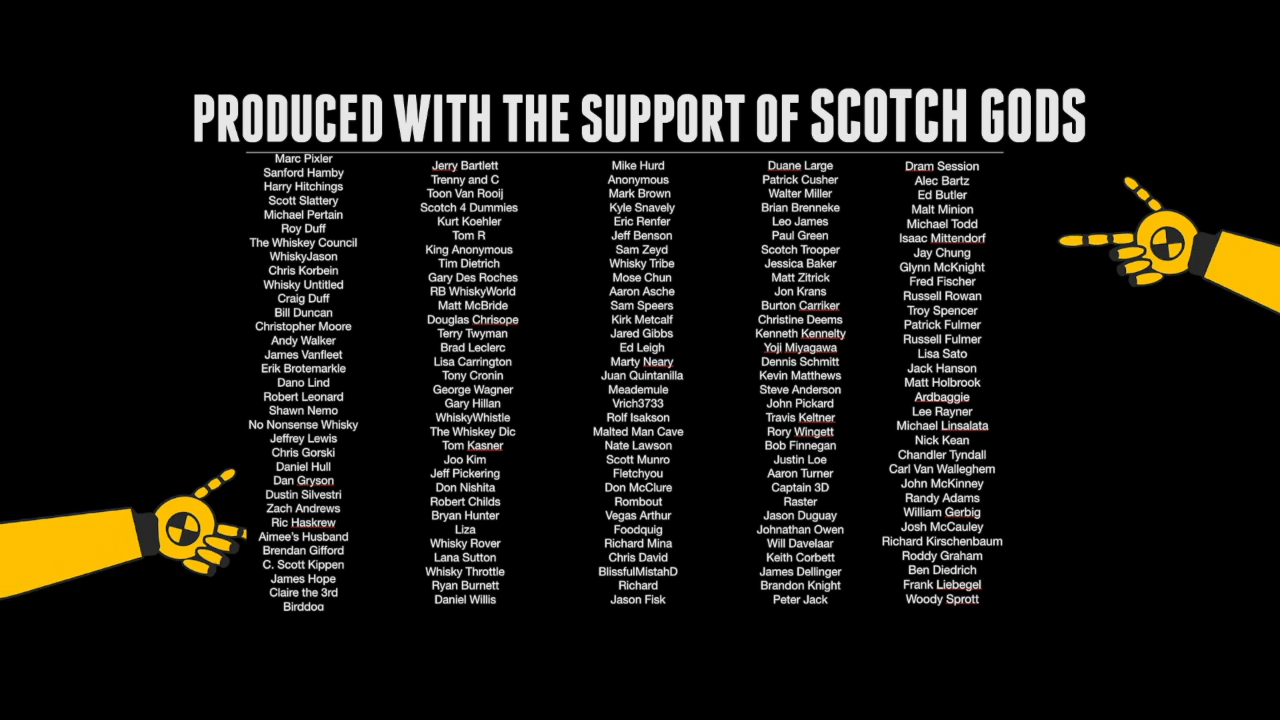 PRODUCED WITH THE SUPPORT OF SCOTCH GODS
Marc Pixler
Sanford Hamby
Harry Hitchings
Scott Slattery
Michael Pertain
Roy Duff
The Whiskey Council
WhiskyJason
Chris Korbein
Whisky Untitled
Craig Duff
Bill Duncan
Christopher Moore
Andy Walker
James Vanfleet
Erik Brotemarkle
Dano Lind
Robert Leonard
Shawn Nemo
No Nonsense Whisky
Jeffrey Lewis
Chris Gorski
Daniel Hull
Dan Gryson
Dustin Silvestri
Zach Andrews
Ric Haskrew
Aimee's Husband
Brendan Gifford
C. Scott Kippen
James Hope
Claire the 3rd
Birddog
Jerry Bartlett
Trenny and C
Toon Van Rooij
Scotch 4 Dummies
Kurt Koehler
Tom R
King Anonymous
Tim Dietrich
Gary Des Roches
RB WhiskyWorld
Matt McBride
Douglas Chrisope
Terry Twyman
Brad Leclerc
Lisa Carrington
Tony Cronin
George Wagner
Gary Hillan
WhiskyWhistle
The Whiskey Dic
Tom Kasner
Joo Kim
Jeff Pickering
Don Nishita
Robert Childs
Bryan Hunter
Liza
Whisky Rover
Lana Sutton
Whisky Throttle
Ryan Burnett
Daniel Willis
Mike Hurd
Anonymous
Mark Brown
Kyle Snavely
Eric Renfer
Jeff Benson
Sam Zeyd
Whisky Tribe
Mose Chun
Aaron Asche
Sam Speers
Kirk Metcalf
Jared Gibbs
Ed Leigh
Marty Neary
Juan Quintanilla
Meademule
Vrich3733
Rolf Isakson
Malted Man Cave
Nate Lawson
Scott Munro
Fletchyou
Don McClure
Rombout
Vegas Arthur
Foodquig
Richard Mina
Chris David
BlissfulMistahD
Richard
Jason Fisk
Duane Large
Patrick Cusher
Walter Miller
Brian Brenneke
Leo James
Paul Green
Scotch Trooper
Jessica Baker
Matt Zitrick
Jon Krans
Burton Carriker
Christine Deems
Kenneth Kennelty
Yoji Miyagawa
Dennis Schmitt
Kevin Matthews
Steve Anderson
John Pickard
Travis Keltner
Rory Wingett
Bob Finnegan
Justin Loe
Aaron Turner
Captain 3D
Raster
Jason Duguay
Johnathan Owen
Will Davelaar
Keith Corbett
James Dellinger
Brandon Knight
Peter Jack
Dram Session
Alec Bartz
Ed Butler
Malt Minion
Michael Todd
Isaac Mittendorf
Jay Chung
Glynn McKnight
Fred Fischer
Russell Rowan
Troy Spencer
Patrick Fulmer
Russell Fulmer
Lisa Sato
Jack Hanson
Matt Holbrook
Ardbaggie
Lee Rayner
Michael Linsalata
Nick Kean
Chandler Tyndall
Carl Van Walleghem
John McKinney
Randy Adams
William Gerbig
Josh McCauley
Richard Kirschenbaum
Roddy Graham
Ben Diedrich
Frank Liebegel
Woody Sprott